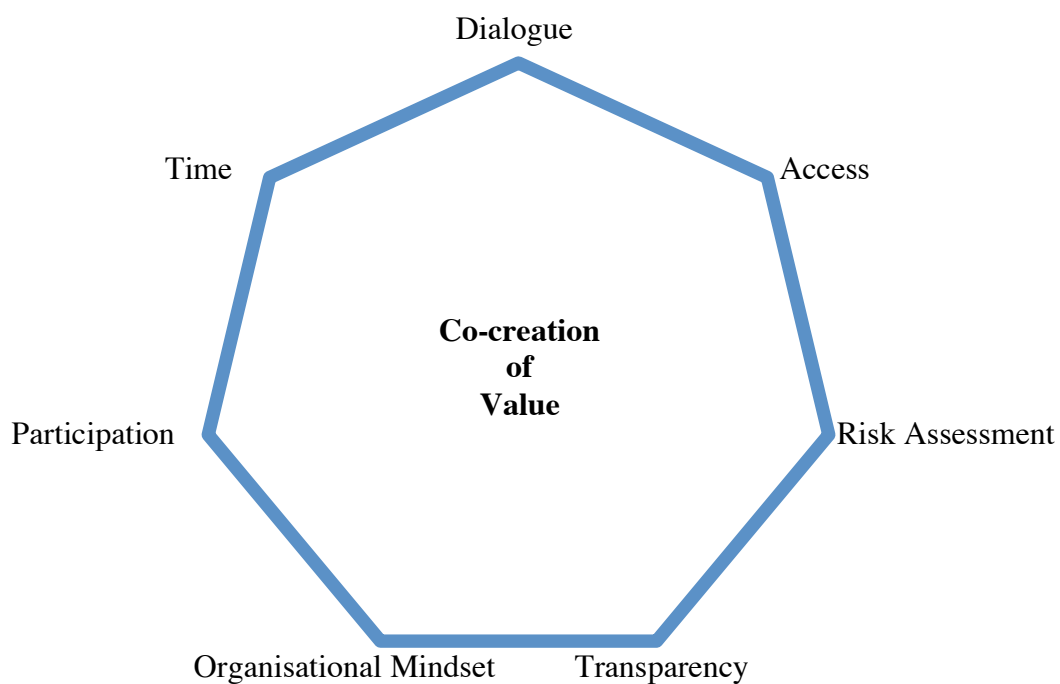 Dialogue
Time
Access
Co-creation
of
Value
Participation
Risk Assessment
Organisational Mindset
Transparency